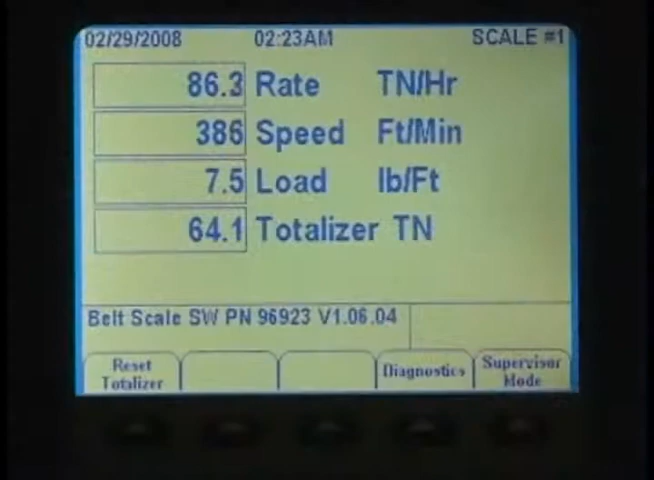 02/29/2008 02:23AM SCALE #1
86.3 Rate TN/Hr
386 Speed Ft/Min
7.5 Load lb/Ft
64.1 Totalizer TN
Belt Scale SW PN 96923 V1.06.04
Reset Totalizer
Diagnostics
Supervisor Mode